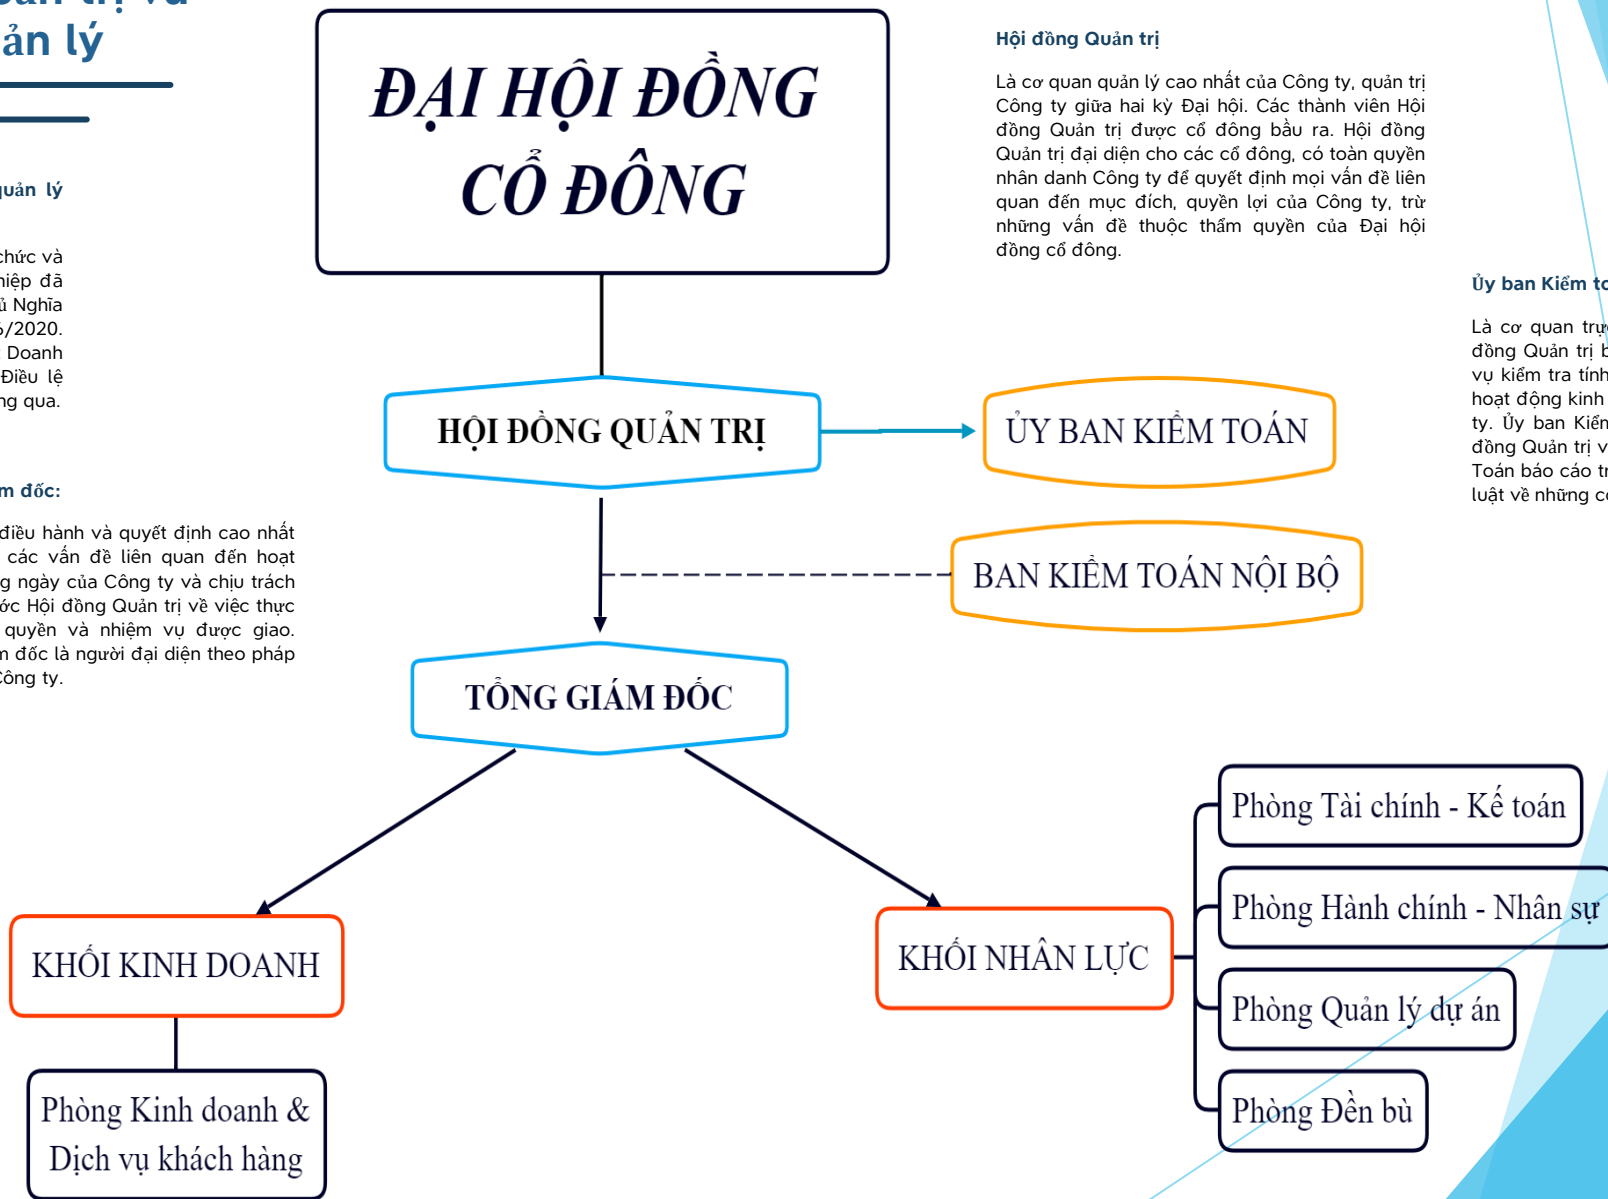 ản lý
ĐẠI HỘI ĐỒNG
CỔ ĐÔNG
Hội đồng Quản trị
Là cơ quan quản lý cao nhất của Công ty, quản trị
Công ty giữa hai kỳ Đại hội. Các thành viên Hội
đồng Quản trị được cổ đông bầu ra. Hội đồng
Quản trị đại diện cho các cổ đông, có toàn quyền
nhân danh Công ty để quyết định mọi vấn đề liên
quan đến mục đích, quyền lợi của Công ty, trừ
những vấn đề thuộc thẩm quyền của Đại hội
đồng cổ đông.
quản lý
chức và
hiệp đã
ủ Nghĩa
6/2020.
Doanh
Điều lệ
ng qua.
Ủy ban Kiểm to
Là cơ quan trự
đồng Quản trị b
vụ kiểm tra tính
hoạt động kinh
ty. Ủy ban Kiểm
đồng Quản trị v
Toán báo cáo tr
luật về những c
HỘI ĐỒNG QUẢN TRỊ
ỦY BAN KIỂM TOÁN
m đốc:
điều hành và quyết định cao nhất
các vấn đề liên quan đến hoạt
g ngày của Công ty và chịu trách
ớc Hội đồng Quản trị về việc thực
quyền và nhiệm vụ được giao.
m đốc là người đại diện theo pháp
Công ty.
BAN KIỂM TOÁN NỘI BỘ
TỔNG GIÁM ĐỐC
Phòng Tài chính - Kế toán
Phòng Hành chính - Nhân sự
KHỐI KINH DOANH
KHỐI NHÂN LỰC
Phòng Quản lý dự án
Phòng Đền bù
Phòng Kinh doanh &
Dịch vụ khách hàng